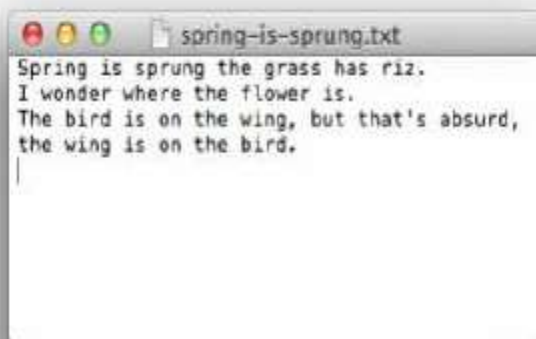 spring-is-sprung.txt
Spring is sprung the grass has riz.
I wonder where the flower is.
The bird is on the wing, but that's absurd,
the wing is on the bird.